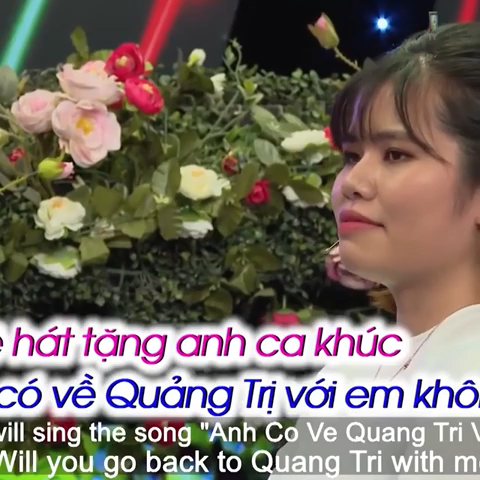 hát tặng anh ca khúc
có về Quảng Trị với em
will sing the song "Anh Co Ve Quang Tri V
Will you go back to Quang Tri with